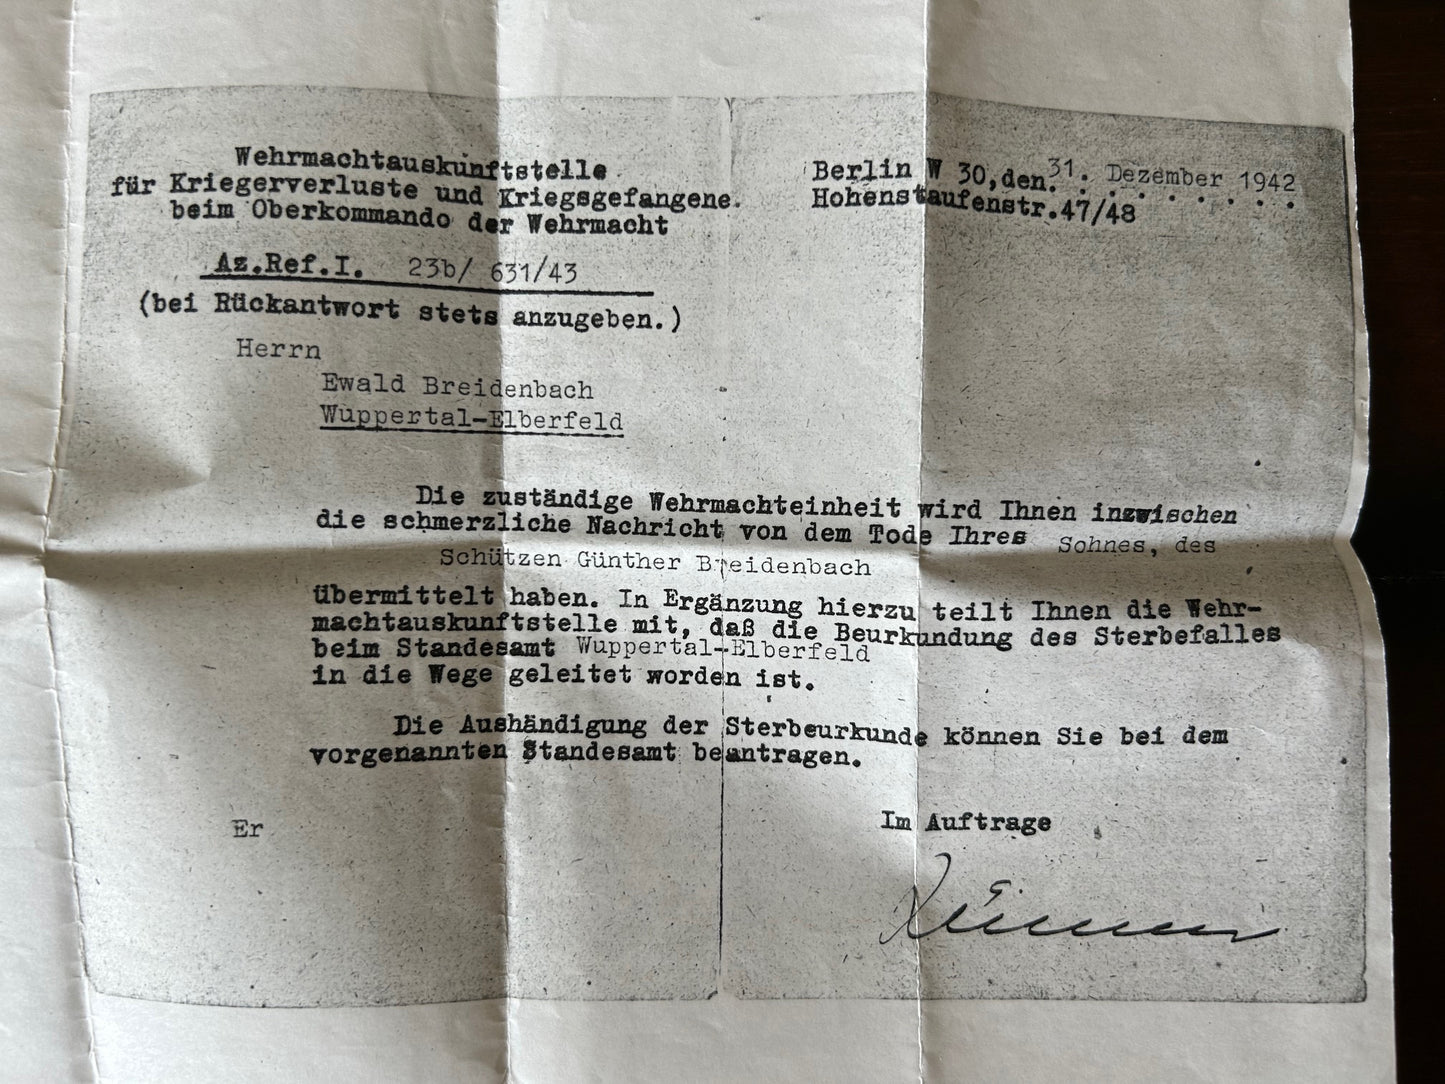 Wehrmachtauskunftstelle
für Kriegerverluste und Kriegsgefangene.
beim Oberkommando der Wehrmacht
Berlin W 30, den. 31. Dezember 1942
Hohenstaufenstr.47/48
Az.Ref.I. 23b/ 631/43
(bei Rückantwort stets anzugeben.)
Herrn
Ewald Breidenbach
Wuppertal-Elberfeld
Die zuständige Wehrmachteinheit wird Ihnen inzwischen
die schmerzliche Nachricht von dem Tode Ihres Sohnes, des
Schützen Günther Breidenbach
übermittelt haben. In Ergänzung hierzu teilt Ihnen die Wehr-
machtauskunftstelle mit, daß die Beurkundung des Sterbefalles
beim Standesamt Wuppertal-Elberfeld
in die Wege geleitet worden ist.
Die Aushändigung der Sterbeurkunde können Sie bei dem
vorgenannten Standesamt beantragen.
Er
Im Auftrage